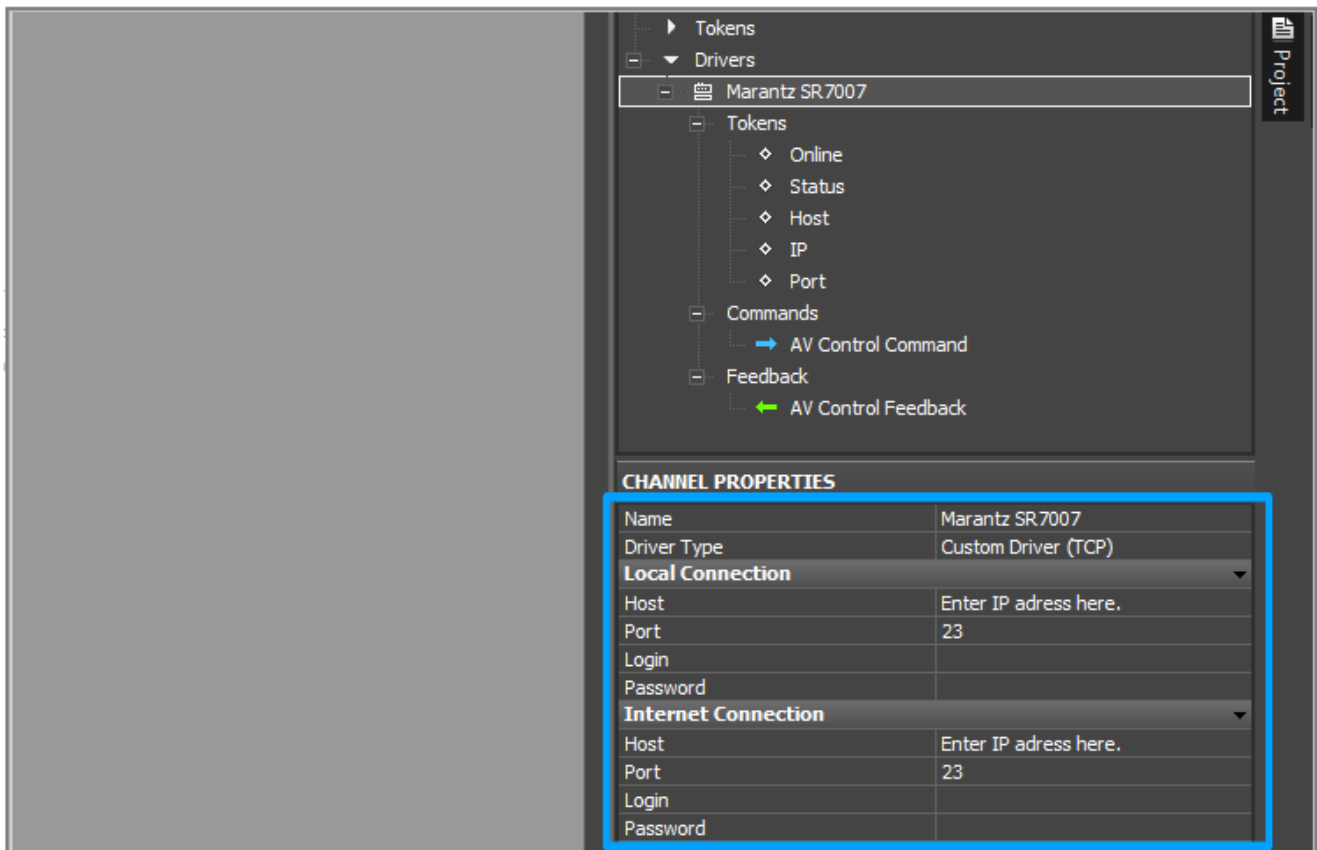 Tokens
Drivers
Marantz SR7007
Tokens
Online
Status
Host
IP
Port
Commands
AV Control Command
Feedback
AV Control Feedback
Project
CHANNEL PROPERTIES
Name Marantz SR7007
Driver Type Custom Driver (TCP)
Local Connection
Host Enter IP adress here.
Port 23
Login
Password
Internet Connection
Host Enter IP adress here.
Port 23
Login
Password